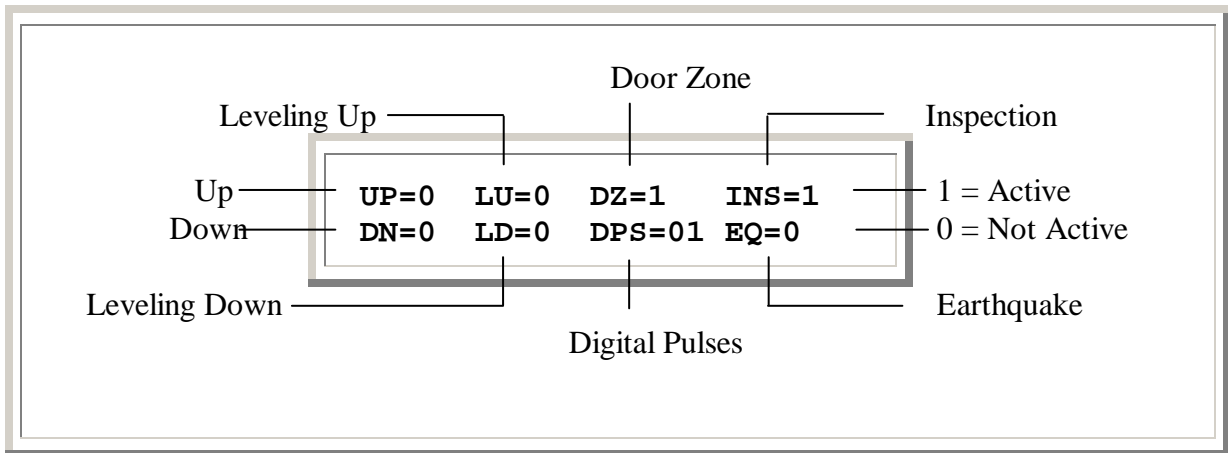 Door Zone
Leveling Up
Inspection
Up
UP=0 LU=0 DZ=1 INS=1
1 = Active
Down
DN=0 LD=0 DPS=01 EQ=0
0 = Not Active
Leveling Down
Earthquake
Digital Pulses